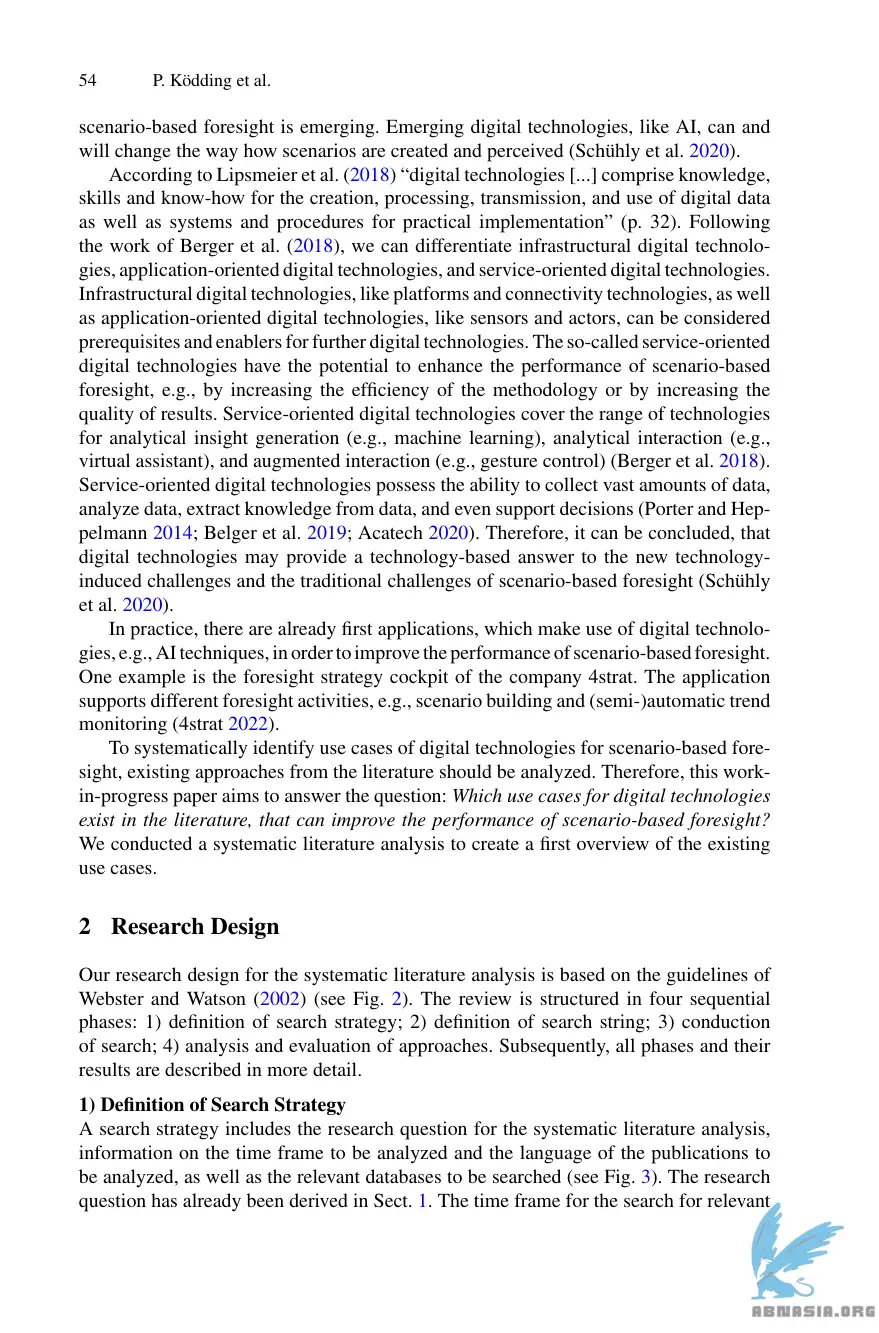 54 P. Ködding et al.
scenario-based foresight is emerging. Emerging digital technologies, like AI, can and
will change the way how scenarios are created and perceived (Schühly et al. 2020).
According to Lipsmeier et al. (2018) “digital technologies [...] comprise knowledge,
skills and know-how for the creation, processing, transmission, and use of digital data
as well as systems and procedures for practical implementation” (p. 32). Following
the work of Berger et al. (2018), we can differentiate infrastructural digital technolo-
gies, application-oriented digital technologies, and service-oriented digital technologies.
Infrastructural digital technologies, like platforms and connectivity technologies, as well
as application-oriented digital technologies, like sensors and actors, can be considered
prerequisites and enablers for further digital technologies. The so-called service-oriented
digital technologies have the potential to enhance the performance of scenario-based
foresight, e.g., by increasing the efficiency of the methodology or by increasing the
quality of results. Service-oriented digital technologies cover the range of technologies
for analytical insight generation (e.g., machine learning), analytical interaction (e.g.,
virtual assistant), and augmented interaction (e.g., gesture control) (Berger et al. 2018).
Service-oriented digital technologies possess the ability to collect vast amounts of data,
analyze data, extract knowledge from data, and even support decisions (Porter and Hep-
pelmann 2014; Belger et al. 2019; Acatech 2020). Therefore, it can be concluded, that
digital technologies may provide a technology-based answer to the new technology-
induced challenges and the traditional challenges of scenario-based foresight (Schühly
et al. 2020).
In practice, there are already first applications, which make use of digital technolo-
gies, e.g., AI techniques, in order to improve the performance of scenario-based foresight.
One example is the foresight strategy cockpit of the company 4strat. The application
supports different foresight activities, e.g., scenario building and (semi-)automatic trend
monitoring (4strat 2022).
To systematically identify use cases of digital technologies for scenario-based fore-
sight, existing approaches from the literature should be analyzed. Therefore, this work-
in-progress paper aims to answer the question: Which use cases for digital technologies
exist in the literature, that can improve the performance of scenario-based foresight?
We conducted a systematic literature analysis to create a first overview of the existing
use cases.
2 Research Design
Our research design for the systematic literature analysis is based on the guidelines of
Webster and Watson (2002) (see Fig. 2). The review is structured in four sequential
phases: 1) definition of search strategy; 2) definition of search string; 3) conduction
of search; 4) analysis and evaluation of approaches. Subsequently, all phases and their
results are described in more detail.
1) Definition of Search Strategy
A search strategy includes the research question for the systematic literature analysis,
information on the time frame to be analyzed and the language of the publications to
be analyzed, as well as the relevant databases to be searched (see Fig. 3). The research
question has already been derived in Sect. 1. The time frame for the search for relevant
ABNASIA.ORG